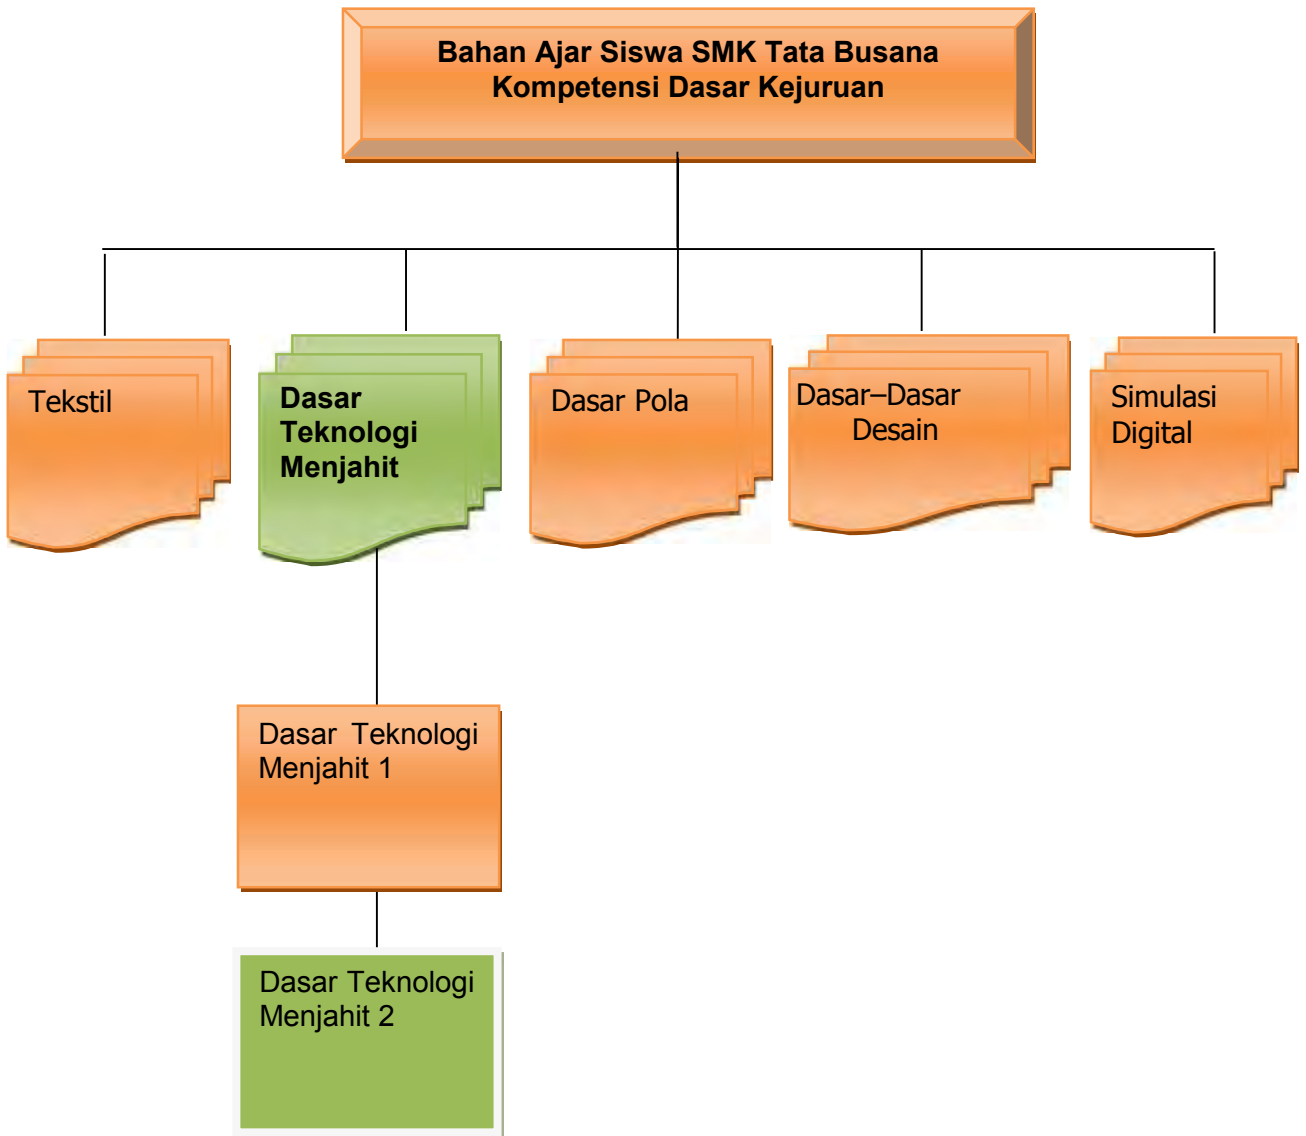 Bahan Ajar Siswa SMK Tata Busana
Kompetensi Dasar Kejuruan
Tekstil
Dasar
Teknologi
Menjahit
Dasar Pola
Dasar–Dasar
Desain
Simulasi
Digital
Dasar Teknologi
Menjahit 1
Dasar Teknologi
Menjahit 2